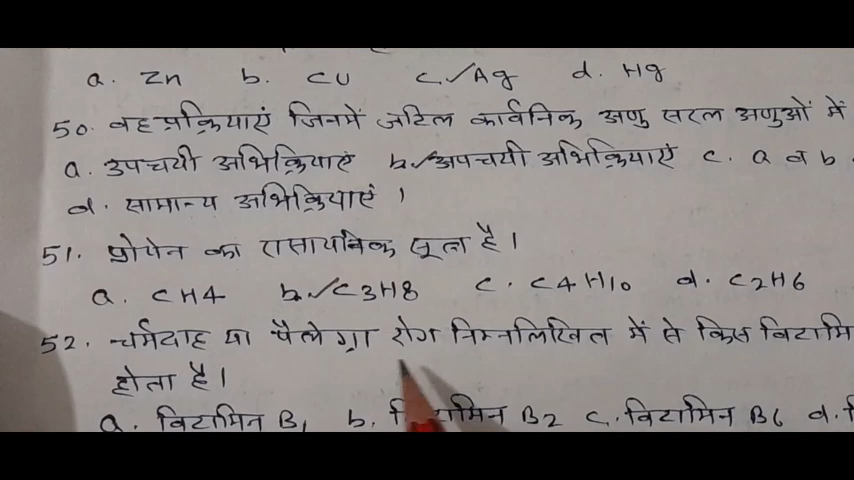 a. Zn b. CU c.✓Ag d. Hg
50. वह प्रक्रियाएं जिनमें जटिल कार्वनिक अणु सरल अणुओं में
a. उपचयी अभिक्रियाएं b.✓अपचयी अभिक्रियाएं c. a व b
d. सामान्य अभिक्रियाएं ।
51. प्रोपेन का रासायनिक सूत्र है।
a. CH4 b.✓C3H8 c. C4H10 d. C2H6
52. चर्मदाह या पैलेग्रा रोग निम्नलिखित में से किस विटामि
होता है।
a. विटामिन B1 b. B2 c. विटामिन B6 d.